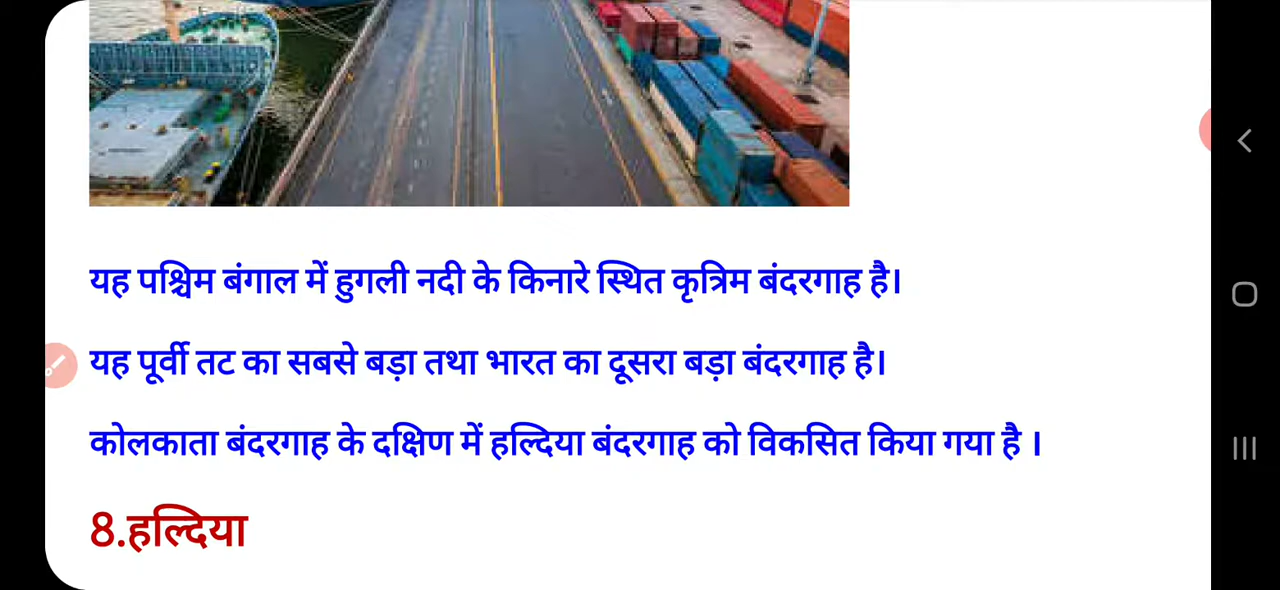 यह पश्चिम बंगाल में हुगली नदी के किनारे स्थित कृत्रिम बंदरगाह है।
यह पूर्वी तट का सबसे बड़ा तथा भारत का दूसरा बड़ा बंदरगाह है।
कोलकाता बंदरगाह के दक्षिण में हल्दिया बंदरगाह को विकसित किया गया है ।
8.हल्दिया